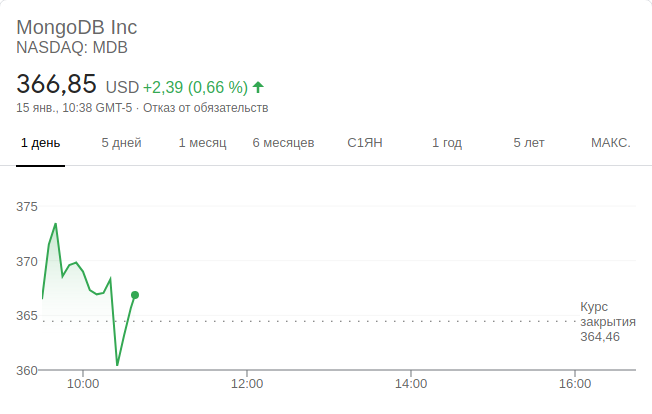 MongoDB Inc
NASDAQ: MDB
366,85 USD +2,39 (0,66 %)
15 янв., 10:38 GMT-5 · Отказ от обязательств
1 день 5 дней 1 месяц 6 месяцев С1ЯН 1 год 5 лет МАКС.
375
370
365
360
Курс
закрытия
364,46
10:00 12:00 14:00 16:00